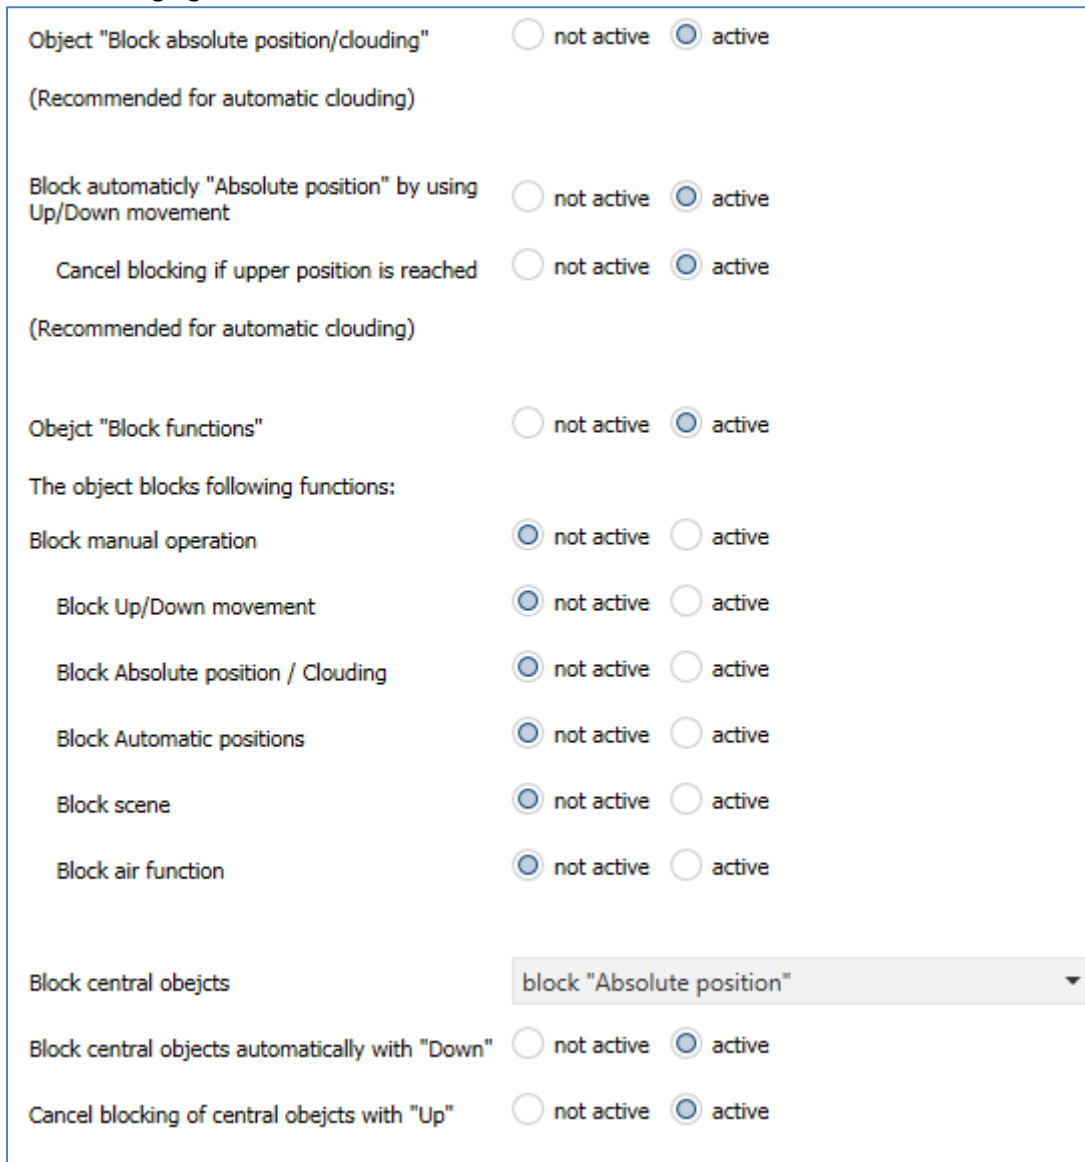 Object "Block absolute position/clouding" not active active
(Recommended for automatic clouding)
Block automaticly "Absolute position" by using
Up/Down movement not active active
Cancel blocking if upper position is reached not active active
(Recommended for automatic clouding)
Obejct "Block functions" not active active
The object blocks following functions:
Block manual operation not active active
Block Up/Down movement not active active
Block Absolute position / Clouding not active active
Block Automatic positions not active active
Block scene not active active
Block air function not active active
Block central obejcts block "Absolute position"
Block central objects automatically with "Down" not active active
Cancel blocking of central obejcts with "Up" not active active